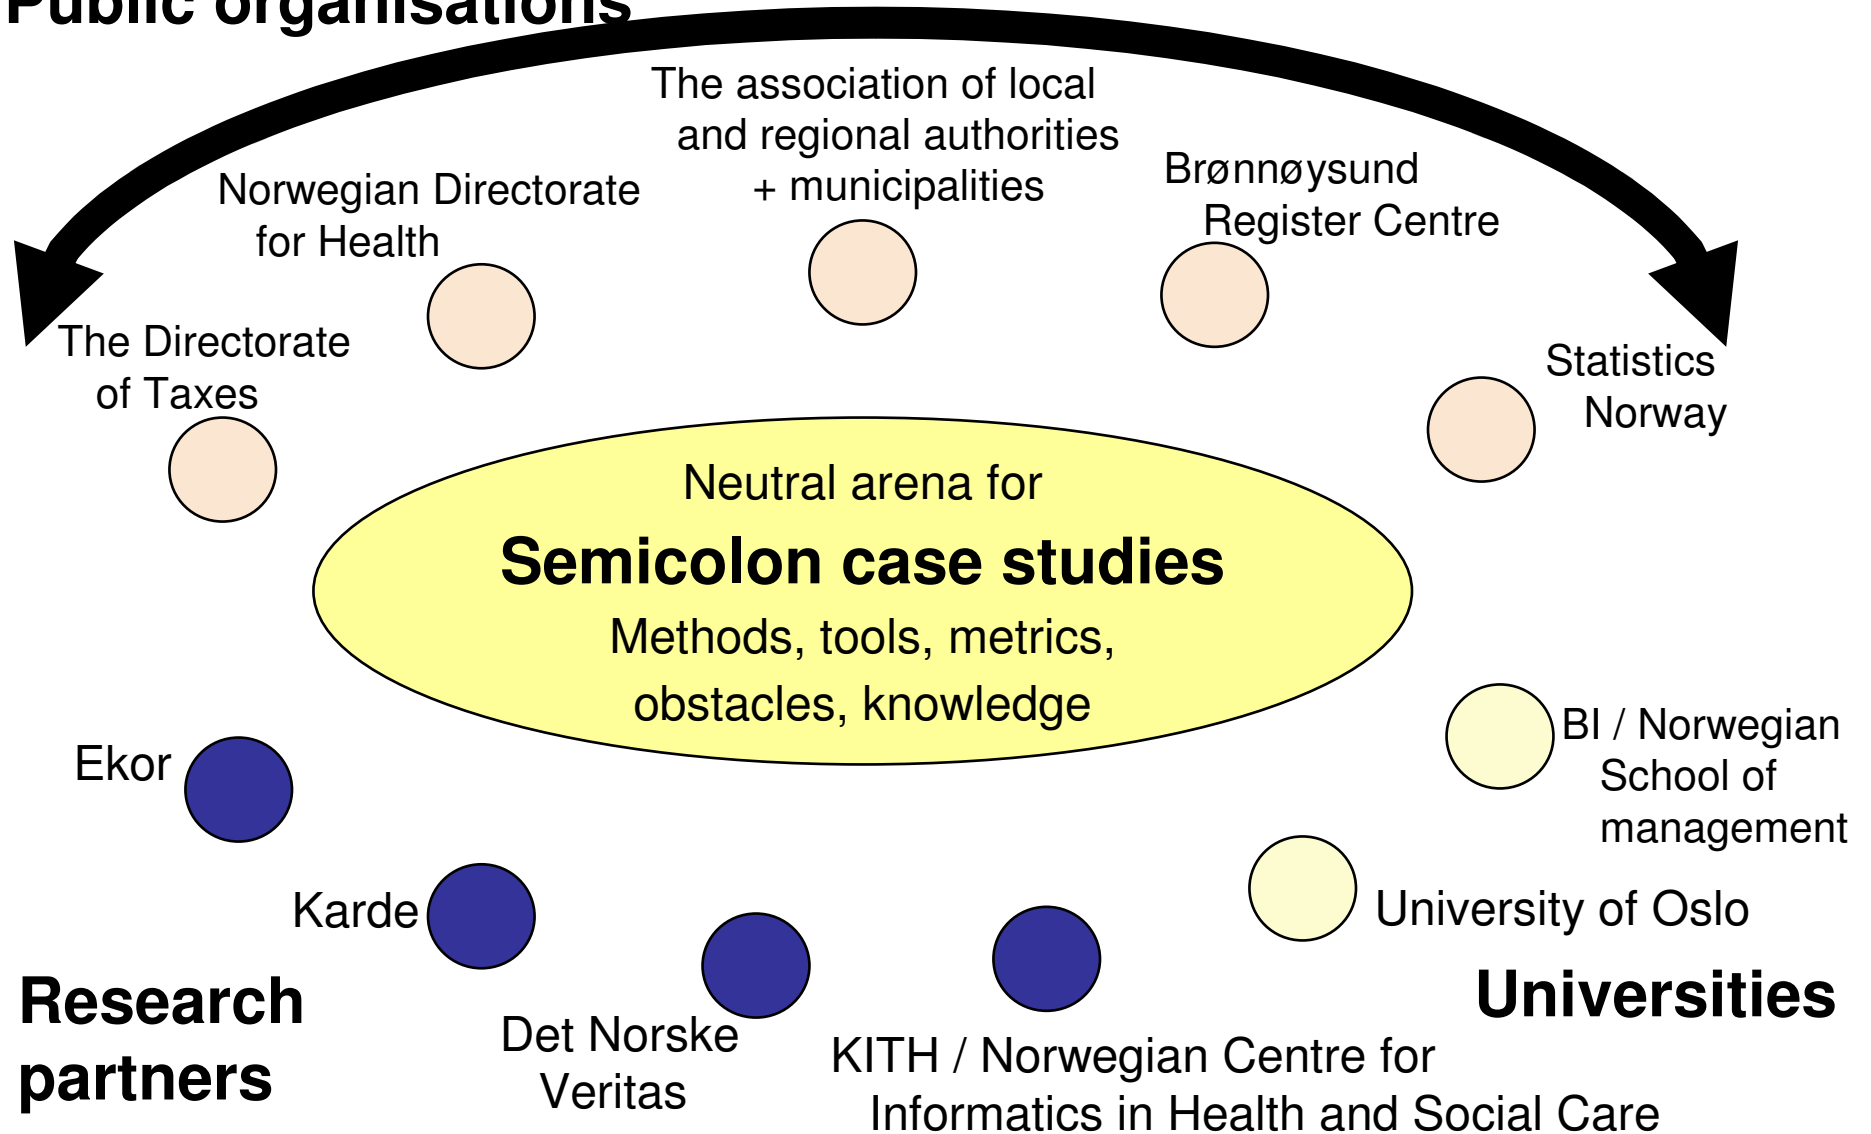 Public organisations
The association of local
and regional authorities
+ municipalities
Brønnøysund
Register Centre
Norwegian Directorate
for Health
The Directorate
of Taxes
Statistics
Norway
Neutral arena for
Semicolon case studies
Methods, tools, metrics,
obstacles, knowledge
Ekor
BI / Norwegian
School of
management
Karde
University of Oslo
Research
partners
Universities
Det Norske
Veritas
KITH / Norwegian Centre for
Informatics in Health and Social Care